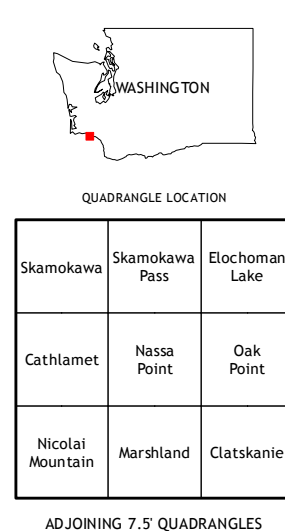 WASHINGTON
QUADRANGLE LOCATION
Skamokawa
Skamokawa
Pass
Elochoman
Lake
Cathlamet
Nassa
Point
Oak
Point
Nicolai
Mountain
Marshland
Clatskanie
ADJOINING 7.5' QUADRANGLES